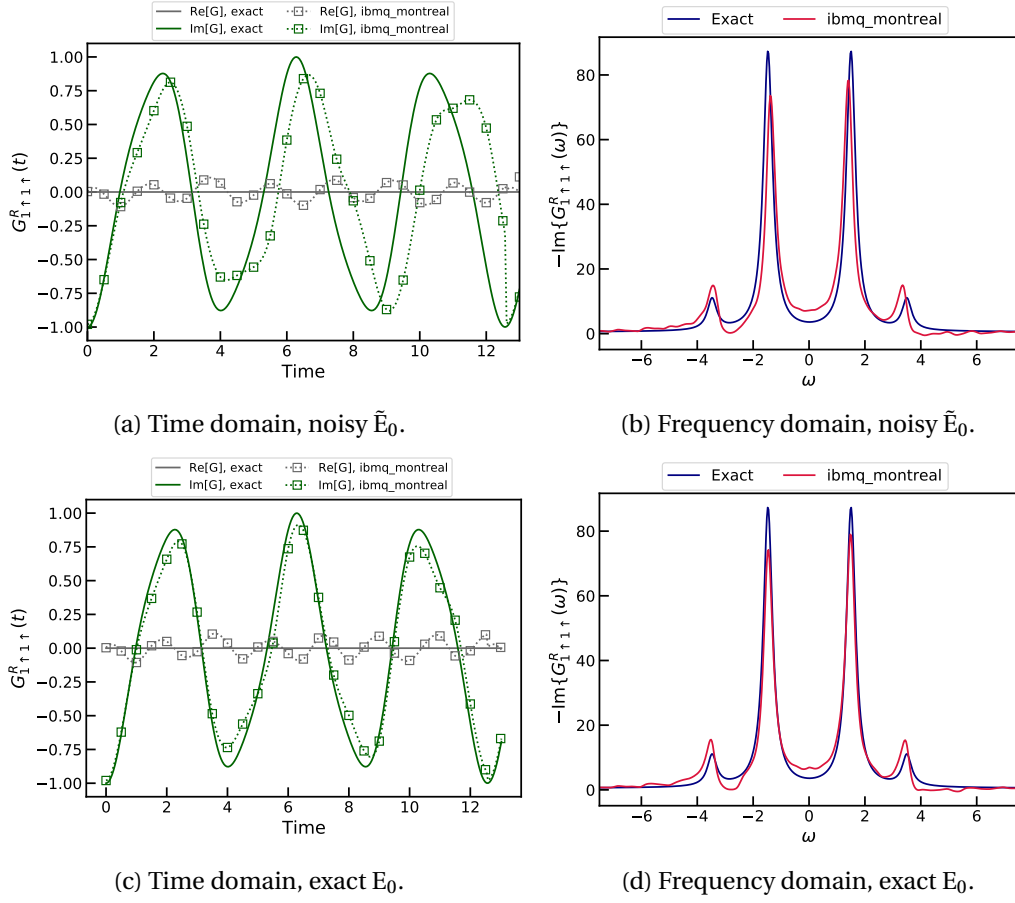 Re[G], exact Re[G], ibmq_montreal
Im[G], exact Im[G], ibmq_montreal
1.00
0.75
0.50
0.25
0.00
−0.25
−0.50
−0.75
−1.00
G^R_{1↑1↑}(t)
0 2 4 6 8 10 12
Time
(a) Time domain, noisy Ẽ₀.
Exact ibmq_montreal
80
60
40
20
0
−Im{G^R_{1↑1↑}(ω)}
−6 −4 −2 0 2 4 6
ω
(b) Frequency domain, noisy Ẽ₀.
Re[G], exact Re[G], ibmq_montreal
Im[G], exact Im[G], ibmq_montreal
1.00
0.75
0.50
0.25
0.00
−0.25
−0.50
−0.75
−1.00
G^R_{1↑1↑}(t)
0 2 4 6 8 10 12
Time
(c) Time domain, exact E₀.
Exact ibmq_montreal
80
60
40
20
0
−Im{G^R_{1↑1↑}(ω)}
−6 −4 −2 0 2 4 6
ω
(d) Frequency domain, exact E₀.